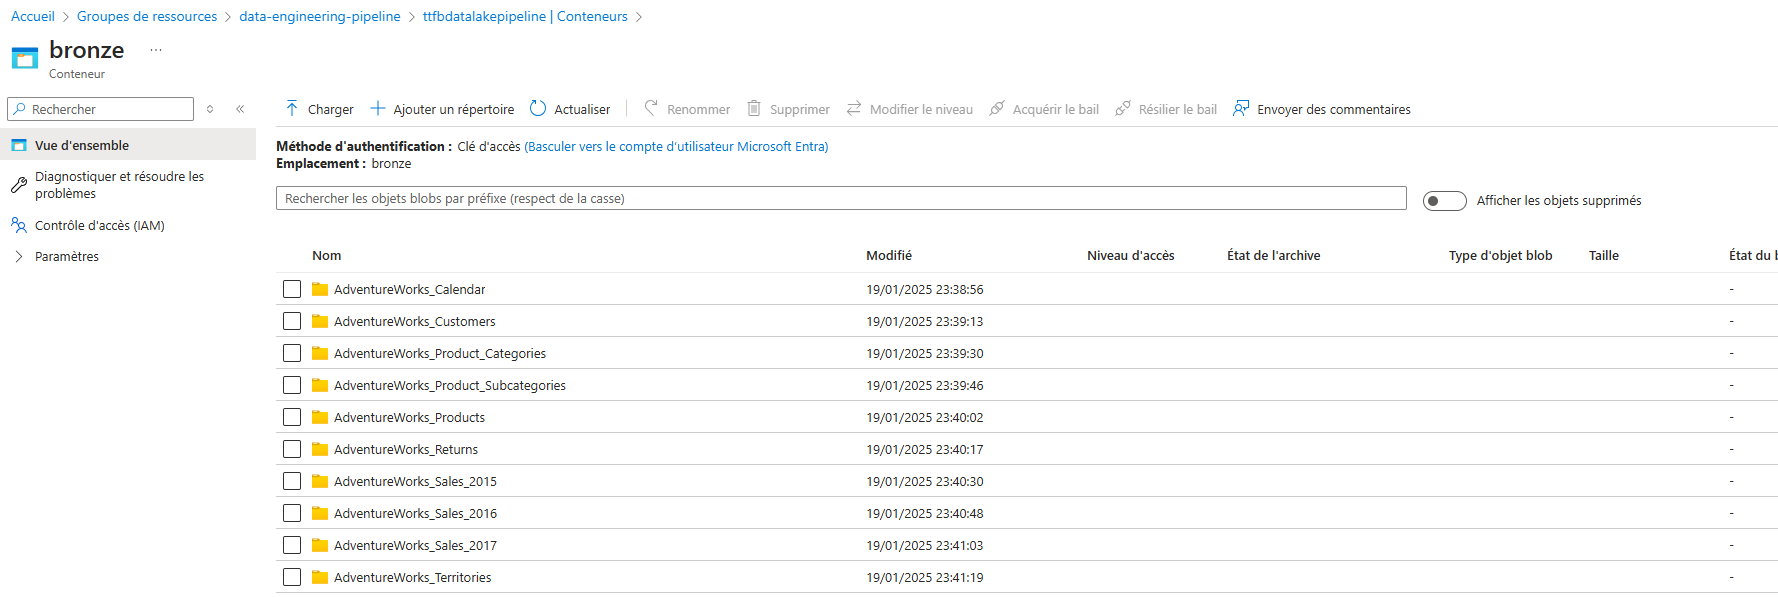 Accueil > Groupes de ressources > data-engineering-pipeline > ttfbdatalakepipeline | Conteneurs >
bronze ...
Conteneur
Rechercher
Charger Ajouter un répertoire Actualiser Renommer Supprimer Modifier le niveau Acquérir le bail Résilier le bail Envoyer des commentaires
Vue d'ensemble
Diagnostiquer et résoudre les
problèmes
Contrôle d'accès (IAM)
Paramètres
Méthode d'authentification : Clé d'accès (Basculer vers le compte d'utilisateur Microsoft Entra)
Emplacement : bronze
Rechercher les objets blobs par préfixe (respect de la casse)
Afficher les objets supprimés
Nom Modifié Niveau d'accès État de l'archive Type d'objet blob Taille État du
AdventureWorks_Calendar 19/01/2025 23:38:56 -
AdventureWorks_Customers 19/01/2025 23:39:13 -
AdventureWorks_Product_Categories 19/01/2025 23:39:30 -
AdventureWorks_Product_Subcategories 19/01/2025 23:39:46 -
AdventureWorks_Products 19/01/2025 23:40:02 -
AdventureWorks_Returns 19/01/2025 23:40:17 -
AdventureWorks_Sales_2015 19/01/2025 23:40:30 -
AdventureWorks_Sales_2016 19/01/2025 23:40:48 -
AdventureWorks_Sales_2017 19/01/2025 23:41:03 -
AdventureWorks_Territories 19/01/2025 23:41:19 -